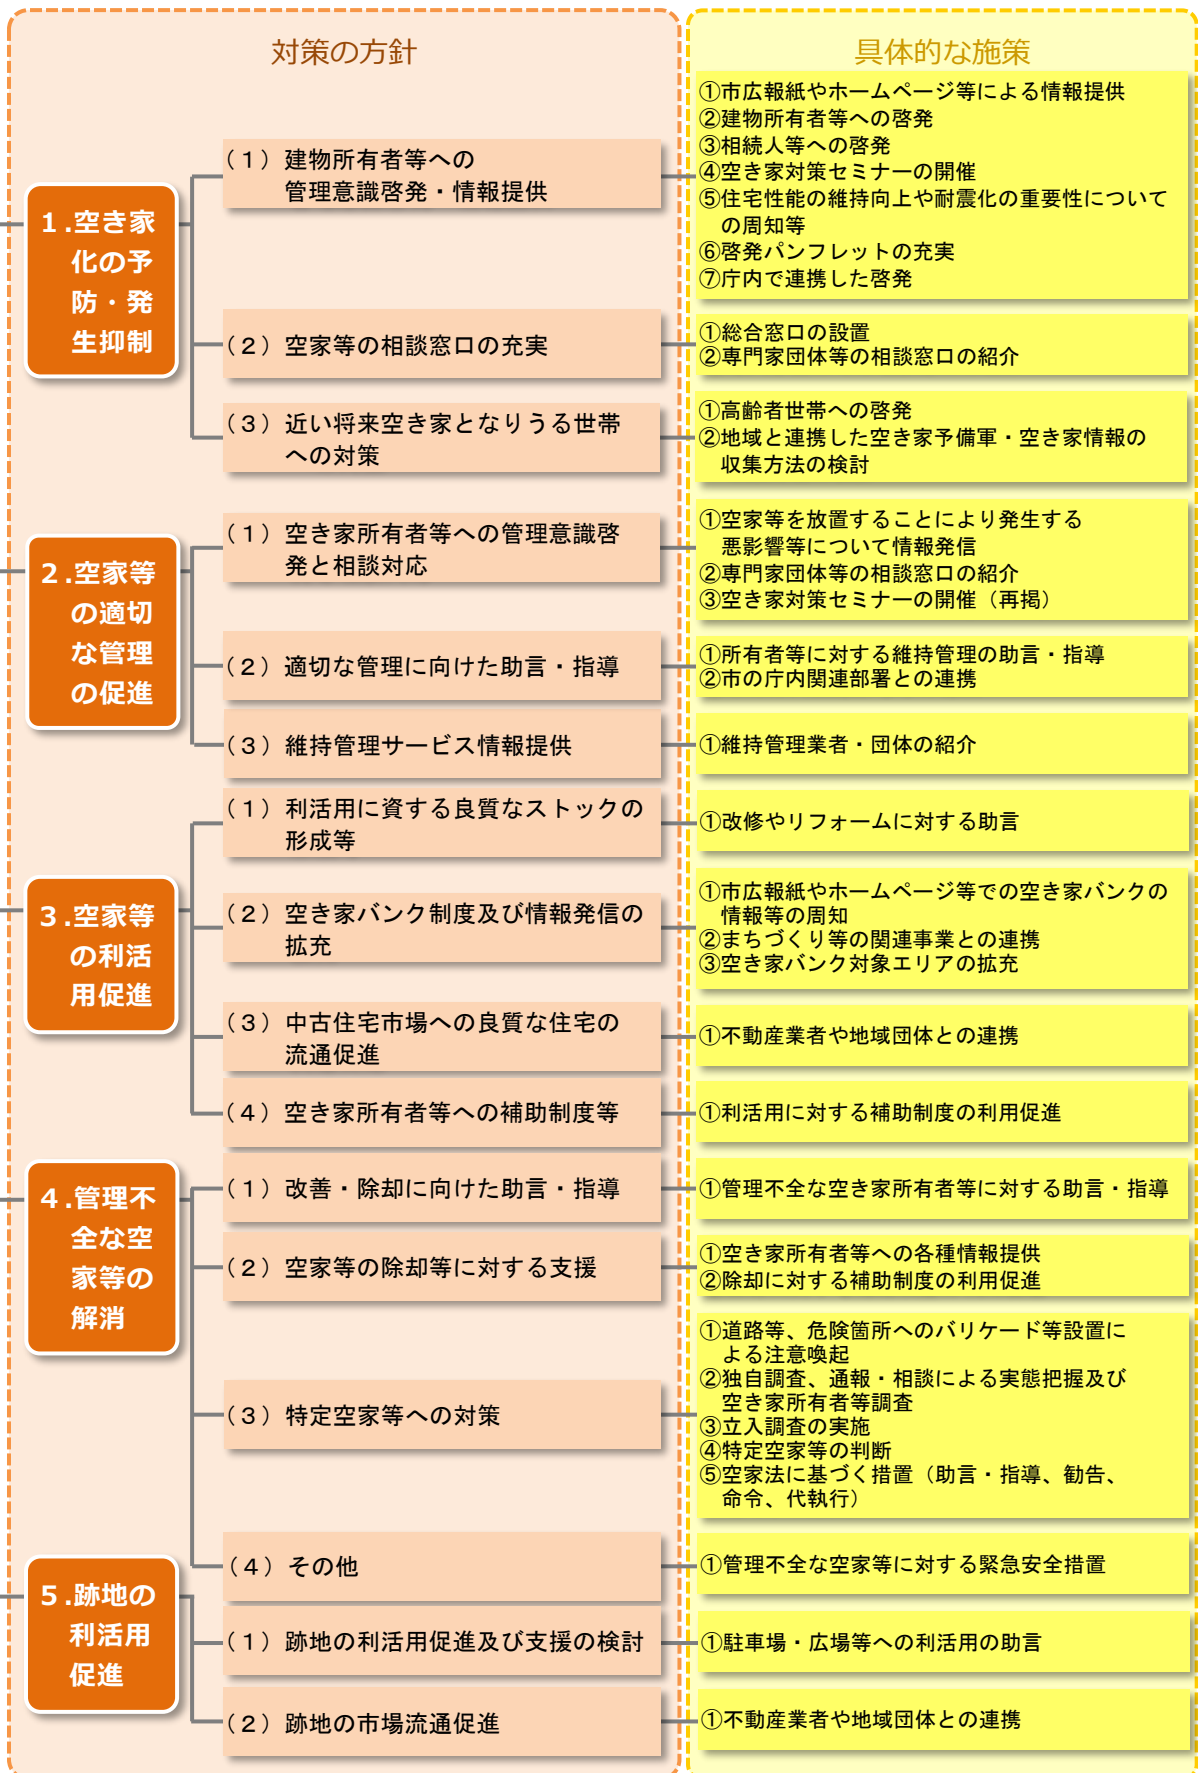 対策の方針
具体的な施策
１.空き家
化の予
防・発
生抑制
（１）建物所有者等への
管理意識啓発・情報提供
①市広報紙やホームページ等による情報提供
②建物所有者等への啓発
③相続人等への啓発
④空き家対策セミナーの開催
⑤住宅性能の維持向上や耐震化の重要性について
の周知等
⑥啓発パンフレットの充実
⑦庁内で連携した啓発
（２）空家等の相談窓口の充実
①総合窓口の設置
②専門家団体等の相談窓口の紹介
（３）近い将来空き家となりうる世帯
への対策
①高齢者世帯への啓発
②地域と連携した空き家予備軍・空き家情報の
収集方法の検討
２.空家等
の適切
な管理
の促進
（１）空き家所有者等への管理意識啓
発と相談対応
①空家等を放置することにより発生する
悪影響等について情報発信
②専門家団体等の相談窓口の紹介
③空き家対策セミナーの開催（再掲）
（２）適切な管理に向けた助言・指導
①所有者等に対する維持管理の助言・指導
②市の庁内関連部署との連携
（３）維持管理サービス情報提供
①維持管理業者・団体の紹介
３.空家等
の利活
用促進
（１）利活用に資する良質なストックの
形成等
①改修やリフォームに対する助言
（２）空き家バンク制度及び情報発信の
拡充
①市広報紙やホームページ等での空き家バンクの
情報等の周知
②まちづくり等の関連事業との連携
③空き家バンク対象エリアの拡充
（３）中古住宅市場への良質な住宅の
流通促進
①不動産業者や地域団体との連携
（４）空き家所有者等への補助制度等
①利活用に対する補助制度の利用促進
４.管理不
全な空
家等の
解消
（１）改善・除却に向けた助言・指導
①管理不全な空き家所有者等に対する助言・指導
（２）空家等の除却等に対する支援
①空き家所有者等への各種情報提供
②除却に対する補助制度の利用促進
（３）特定空家等への対策
①道路等、危険箇所へのバリケード等設置に
よる注意喚起
②独自調査、通報・相談による実態把握及び
空き家所有者等調査
③立入調査の実施
④特定空家等の判断
⑤空家法に基づく措置（助言・指導、勧告、
命令、代執行）
（４）その他
①管理不全な空家等に対する緊急安全措置
５.跡地の
利活用
促進
（１）跡地の利活用促進及び支援の検討
①駐車場・広場等への利活用の助言
（２）跡地の市場流通促進
①不動産業者や地域団体との連携